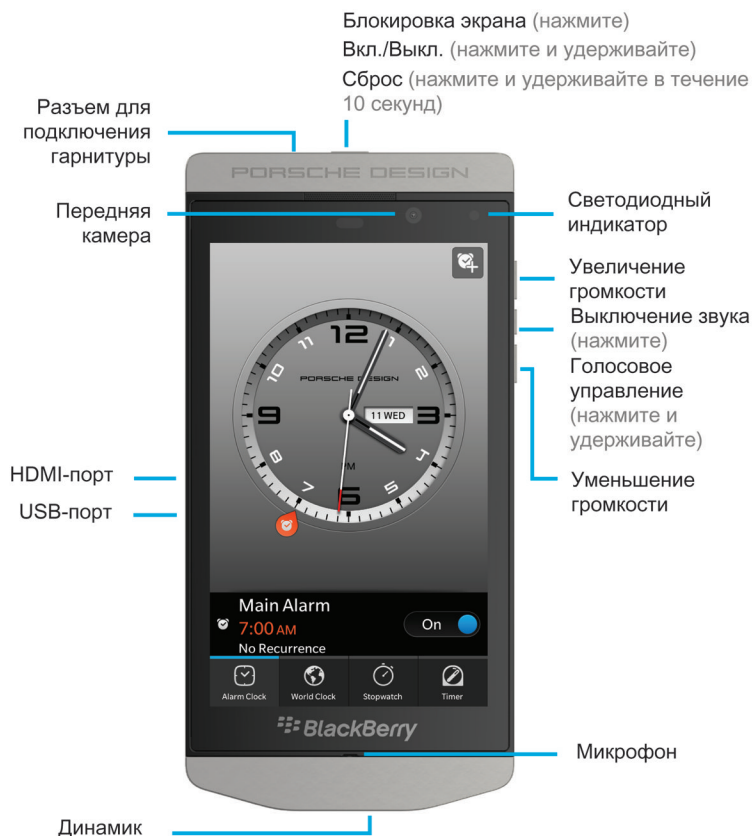 Блокировка экрана (нажмите)
Вкл./Выкл. (нажмите и удерживайте)
Сброс (нажмите и удерживайте в течение
10 секунд)
Разъем для
подключения
гарнитуры
PORSCHE DESIGN
Передняя
камера
Светодиодный
индикатор
Увеличение
громкости
Выключение звука
(нажмите)
Голосовое
управление
(нажмите и
удерживайте)
Уменьшение
громкости
12
1
2
3
4
5
6
7
8
9
10
11
PORSCHE DESIGN
11 WED
PM
HDMI-порт
USB-порт
Main Alarm
7:00 AM
No Recurrence
On
Alarm Clock
World Clock
Stopwatch
Timer
BlackBerry
Микрофон
Динамик